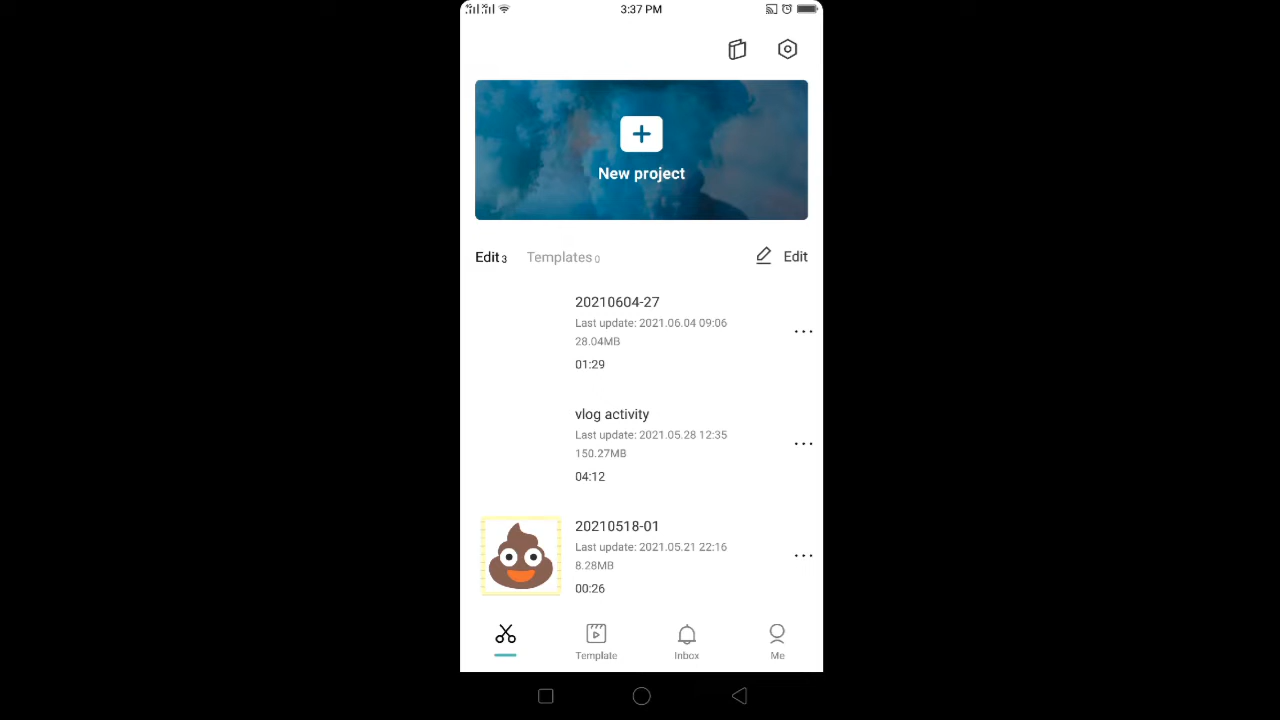 3:37 PM
New project
Edit 3 Templates 0 Edit
20210604-27
Last update: 2021.06.04 09:06
28.04MB
01:29
vlog activity
Last update: 2021.05.28 12:35
150.27MB
04:12
20210518-01
Last update: 2021.05.21 22:16
8.28MB
00:26
Template Inbox Me